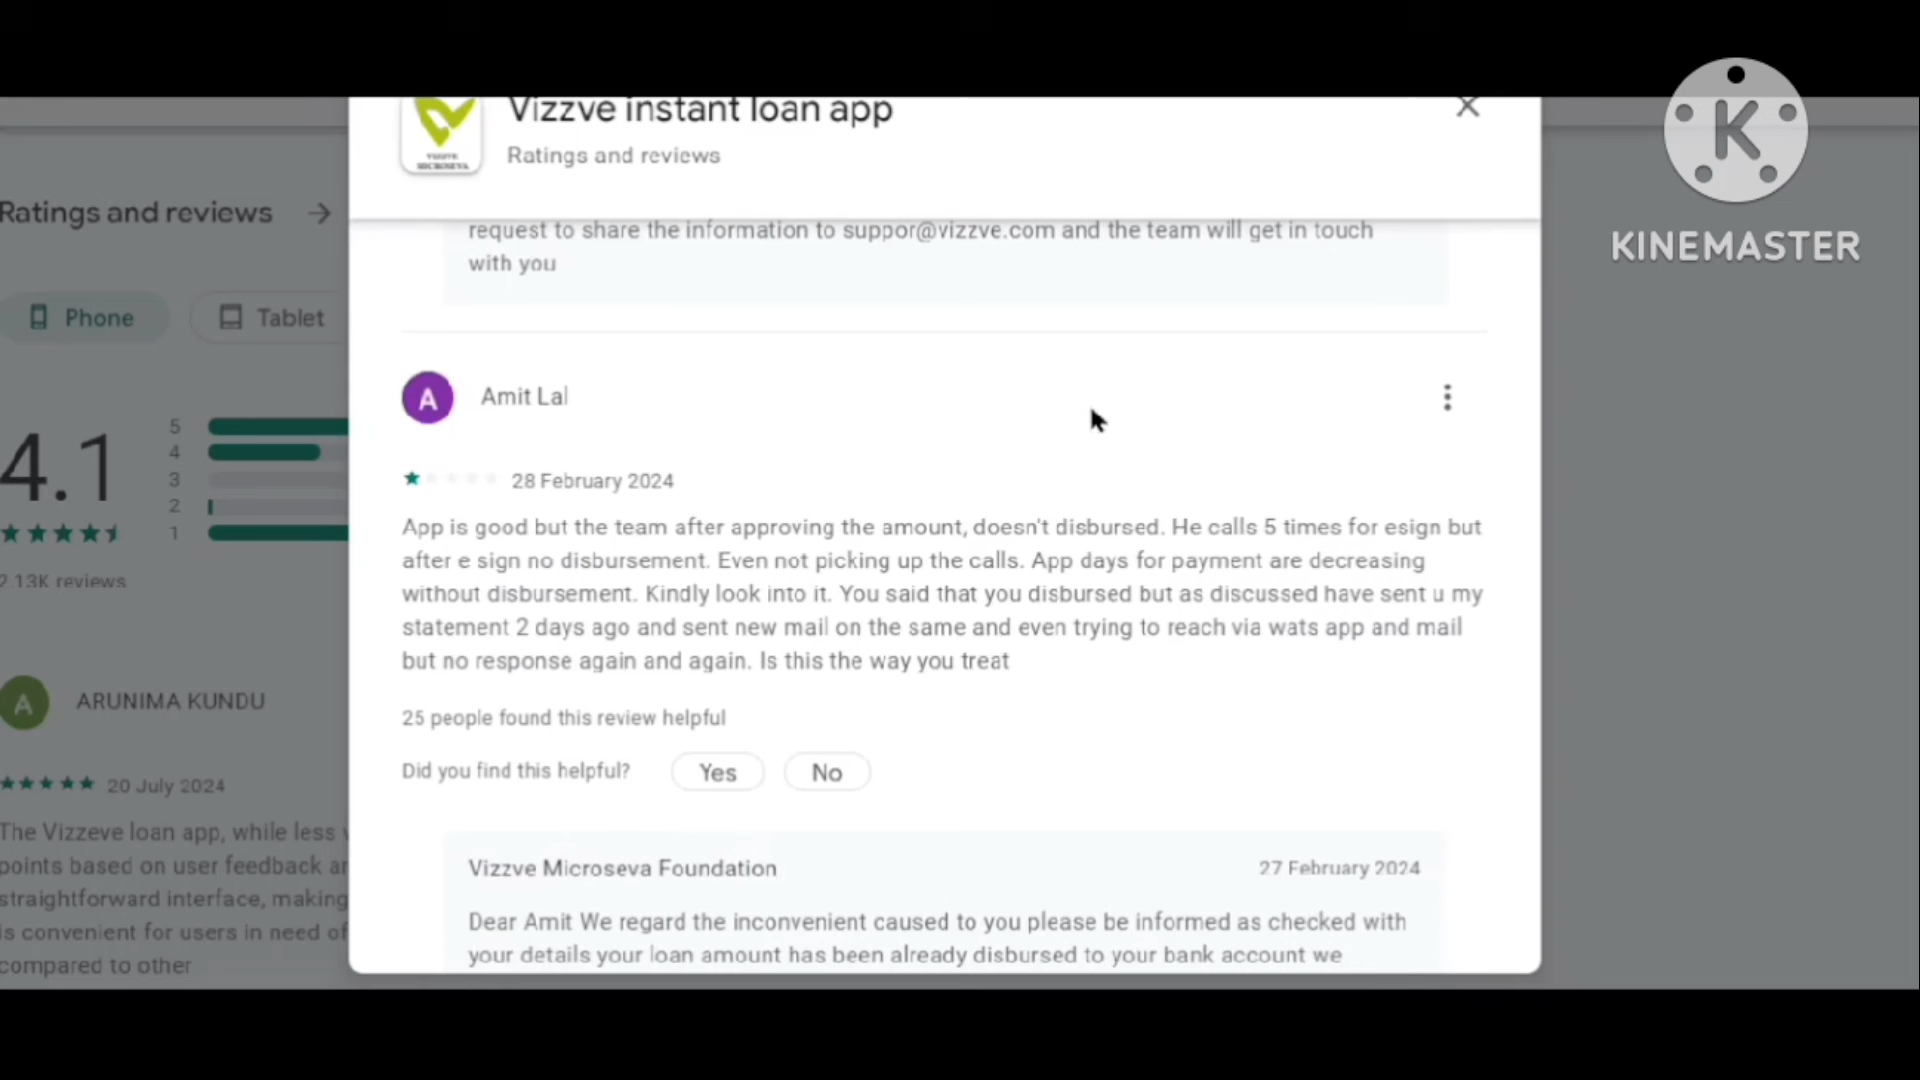 Vizzve instant loan app
Ratings and reviews
K
KINEMASTER
VIZZVE
MICROSEVA
Ratings and reviews
request to share the information to suppor@vizzve.com and the team will get in touch
with you
Phone
Tablet
A
Amit Lal
4.1
5
4
3
2
1
2.13K reviews
28 February 2024
App is good but the team after approving the amount, doesn't disbursed. He calls 5 times for esign but
after e sign no disbursement. Even not picking up the calls. App days for payment are decreasing
without disbursement. Kindly look into it. You said that you disbursed but as discussed have sent u my
statement 2 days ago and sent new mail on the same and even trying to reach via wats app and mail
but no response again and again. Is this the way you treat
25 people found this review helpful
Did you find this helpful?
Yes
No
A
ARUNIMA KUNDU
20 July 2024
The Vizzeve loan app, while less
points based on user feedback
straightforward interface, making
is convenient for users in need of
compared to other
Vizzve Microseva Foundation
27 February 2024
Dear Amit We regard the inconvenient caused to you please be informed as checked with
your details your loan amount has been already disbursed to your bank account we